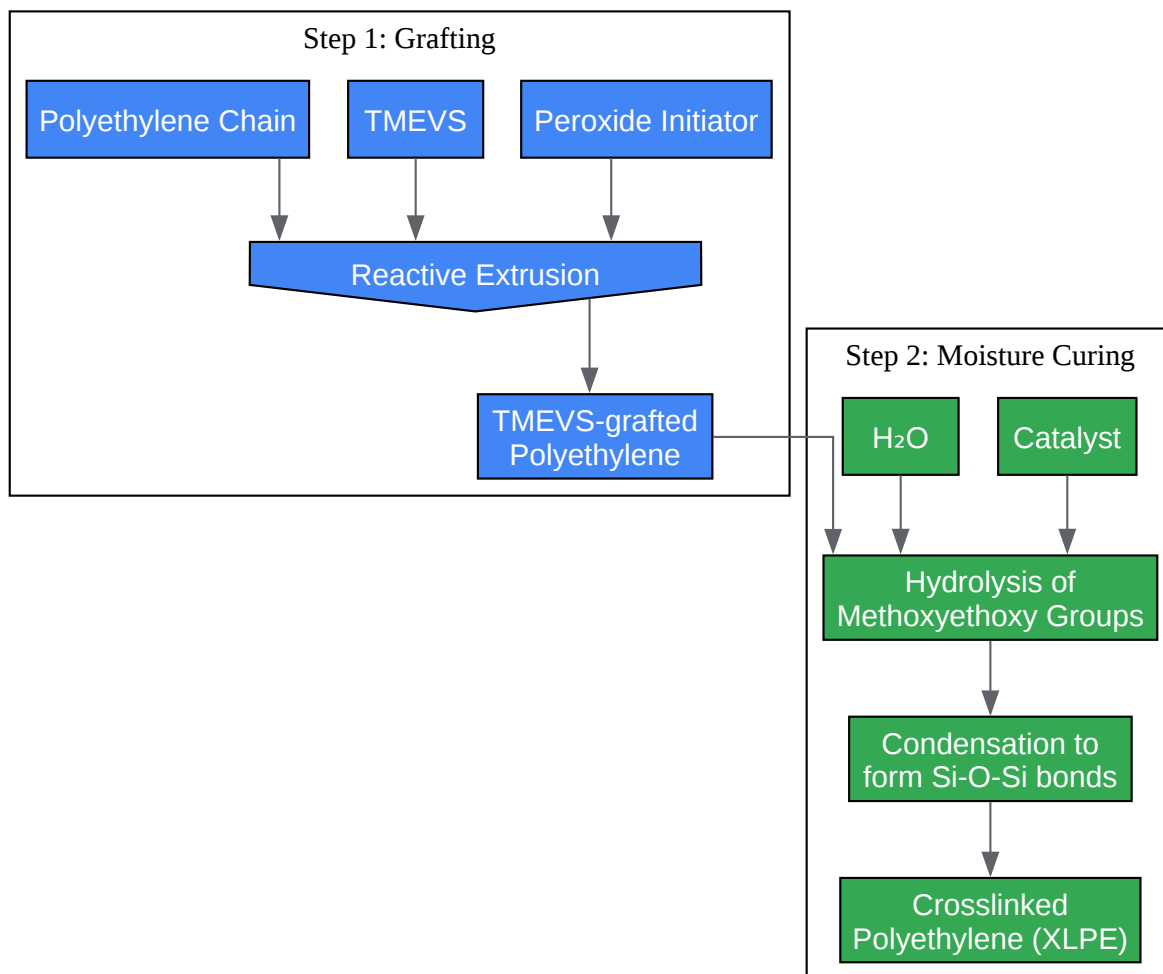 Step 1: Grafting
Polyethylene Chain
TMEVS
Peroxide Initiator
Reactive Extrusion
TMEVS-grafted
Polyethylene
Step 2: Moisture Curing
H₂O
Catalyst
Hydrolysis of
Methoxyethoxy Groups
Condensation to
form Si-O-Si bonds
Crosslinked
Polyethylene (XLPE)